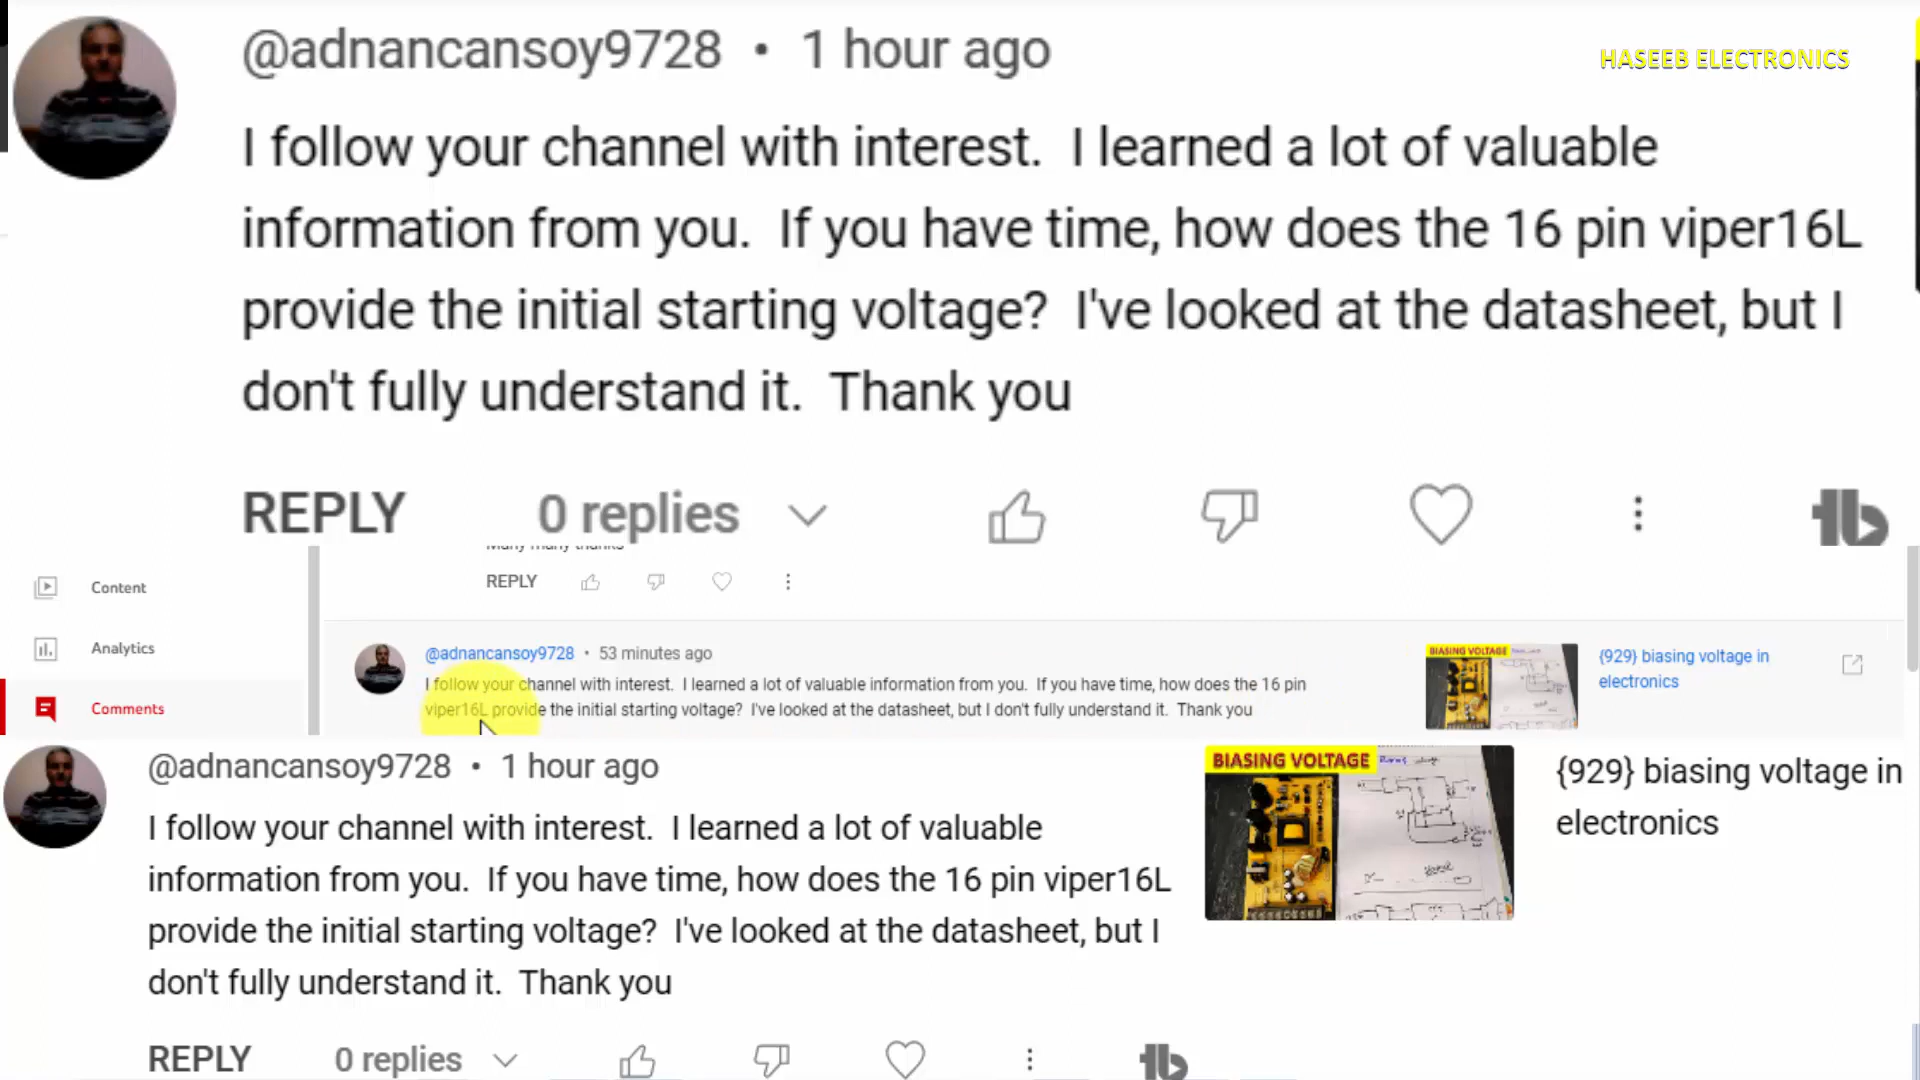 @adnancansoy9728 • 1 hour ago
HASEEB ELECTRONICS
I follow your channel with interest. I learned a lot of valuable
information from you. If you have time, how does the 16 pin viper16L
provide the initial starting voltage? I've looked at the datasheet, but I
don't fully understand it. Thank you
REPLY 0 replies
Many many thanks
REPLY
Content
Analytics
Comments
@adnancansoy9728 • 53 minutes ago
I follow your channel with interest. I learned a lot of valuable information from you. If you have time, how does the 16 pin
viper16L provide the initial starting voltage? I've looked at the datasheet, but I don't fully understand it. Thank you
BIASING VOLTAGE
{929} biasing voltage in
electronics
@adnancansoy9728 • 1 hour ago
I follow your channel with interest. I learned a lot of valuable
information from you. If you have time, how does the 16 pin viper16L
provide the initial starting voltage? I've looked at the datasheet, but I
don't fully understand it. Thank you
REPLY 0 replies
BIASING VOLTAGE
{929} biasing voltage in
electronics